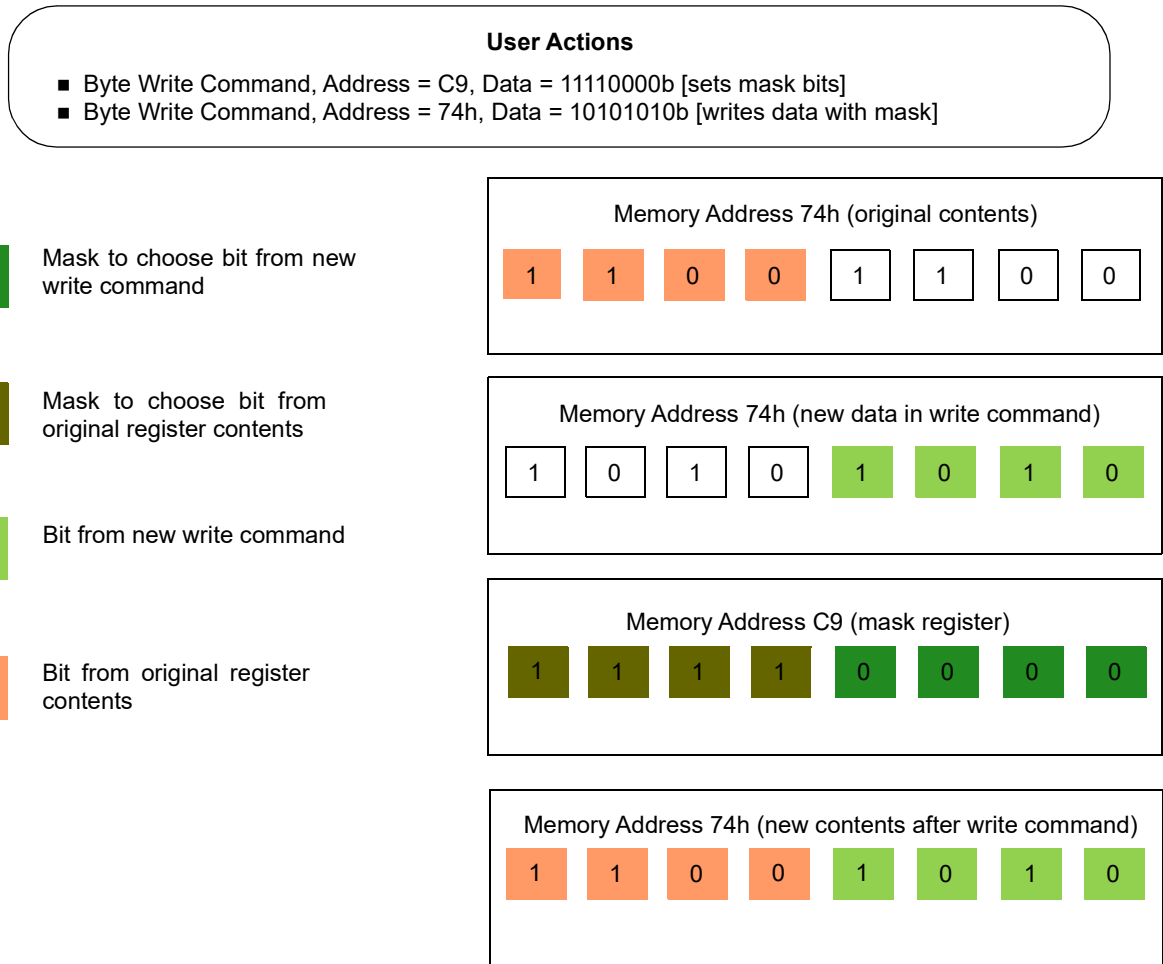 User Actions
■ Byte Write Command, Address = C9, Data = 11110000b [sets mask bits]
■ Byte Write Command, Address = 74h, Data = 10101010b [writes data with mask]
Mask to choose bit from new
write command
Mask to choose bit from
original register contents
Bit from new write command
Bit from original register
contents
Memory Address 74h (original contents)
1 1 0 0 1 1 0 0
Memory Address 74h (new data in write command)
1 0 1 0 1 0 1 0
Memory Address C9 (mask register)
1 1 1 1 0 0 0 0
Memory Address 74h (new contents after write command)
1 1 0 0 1 0 1 0